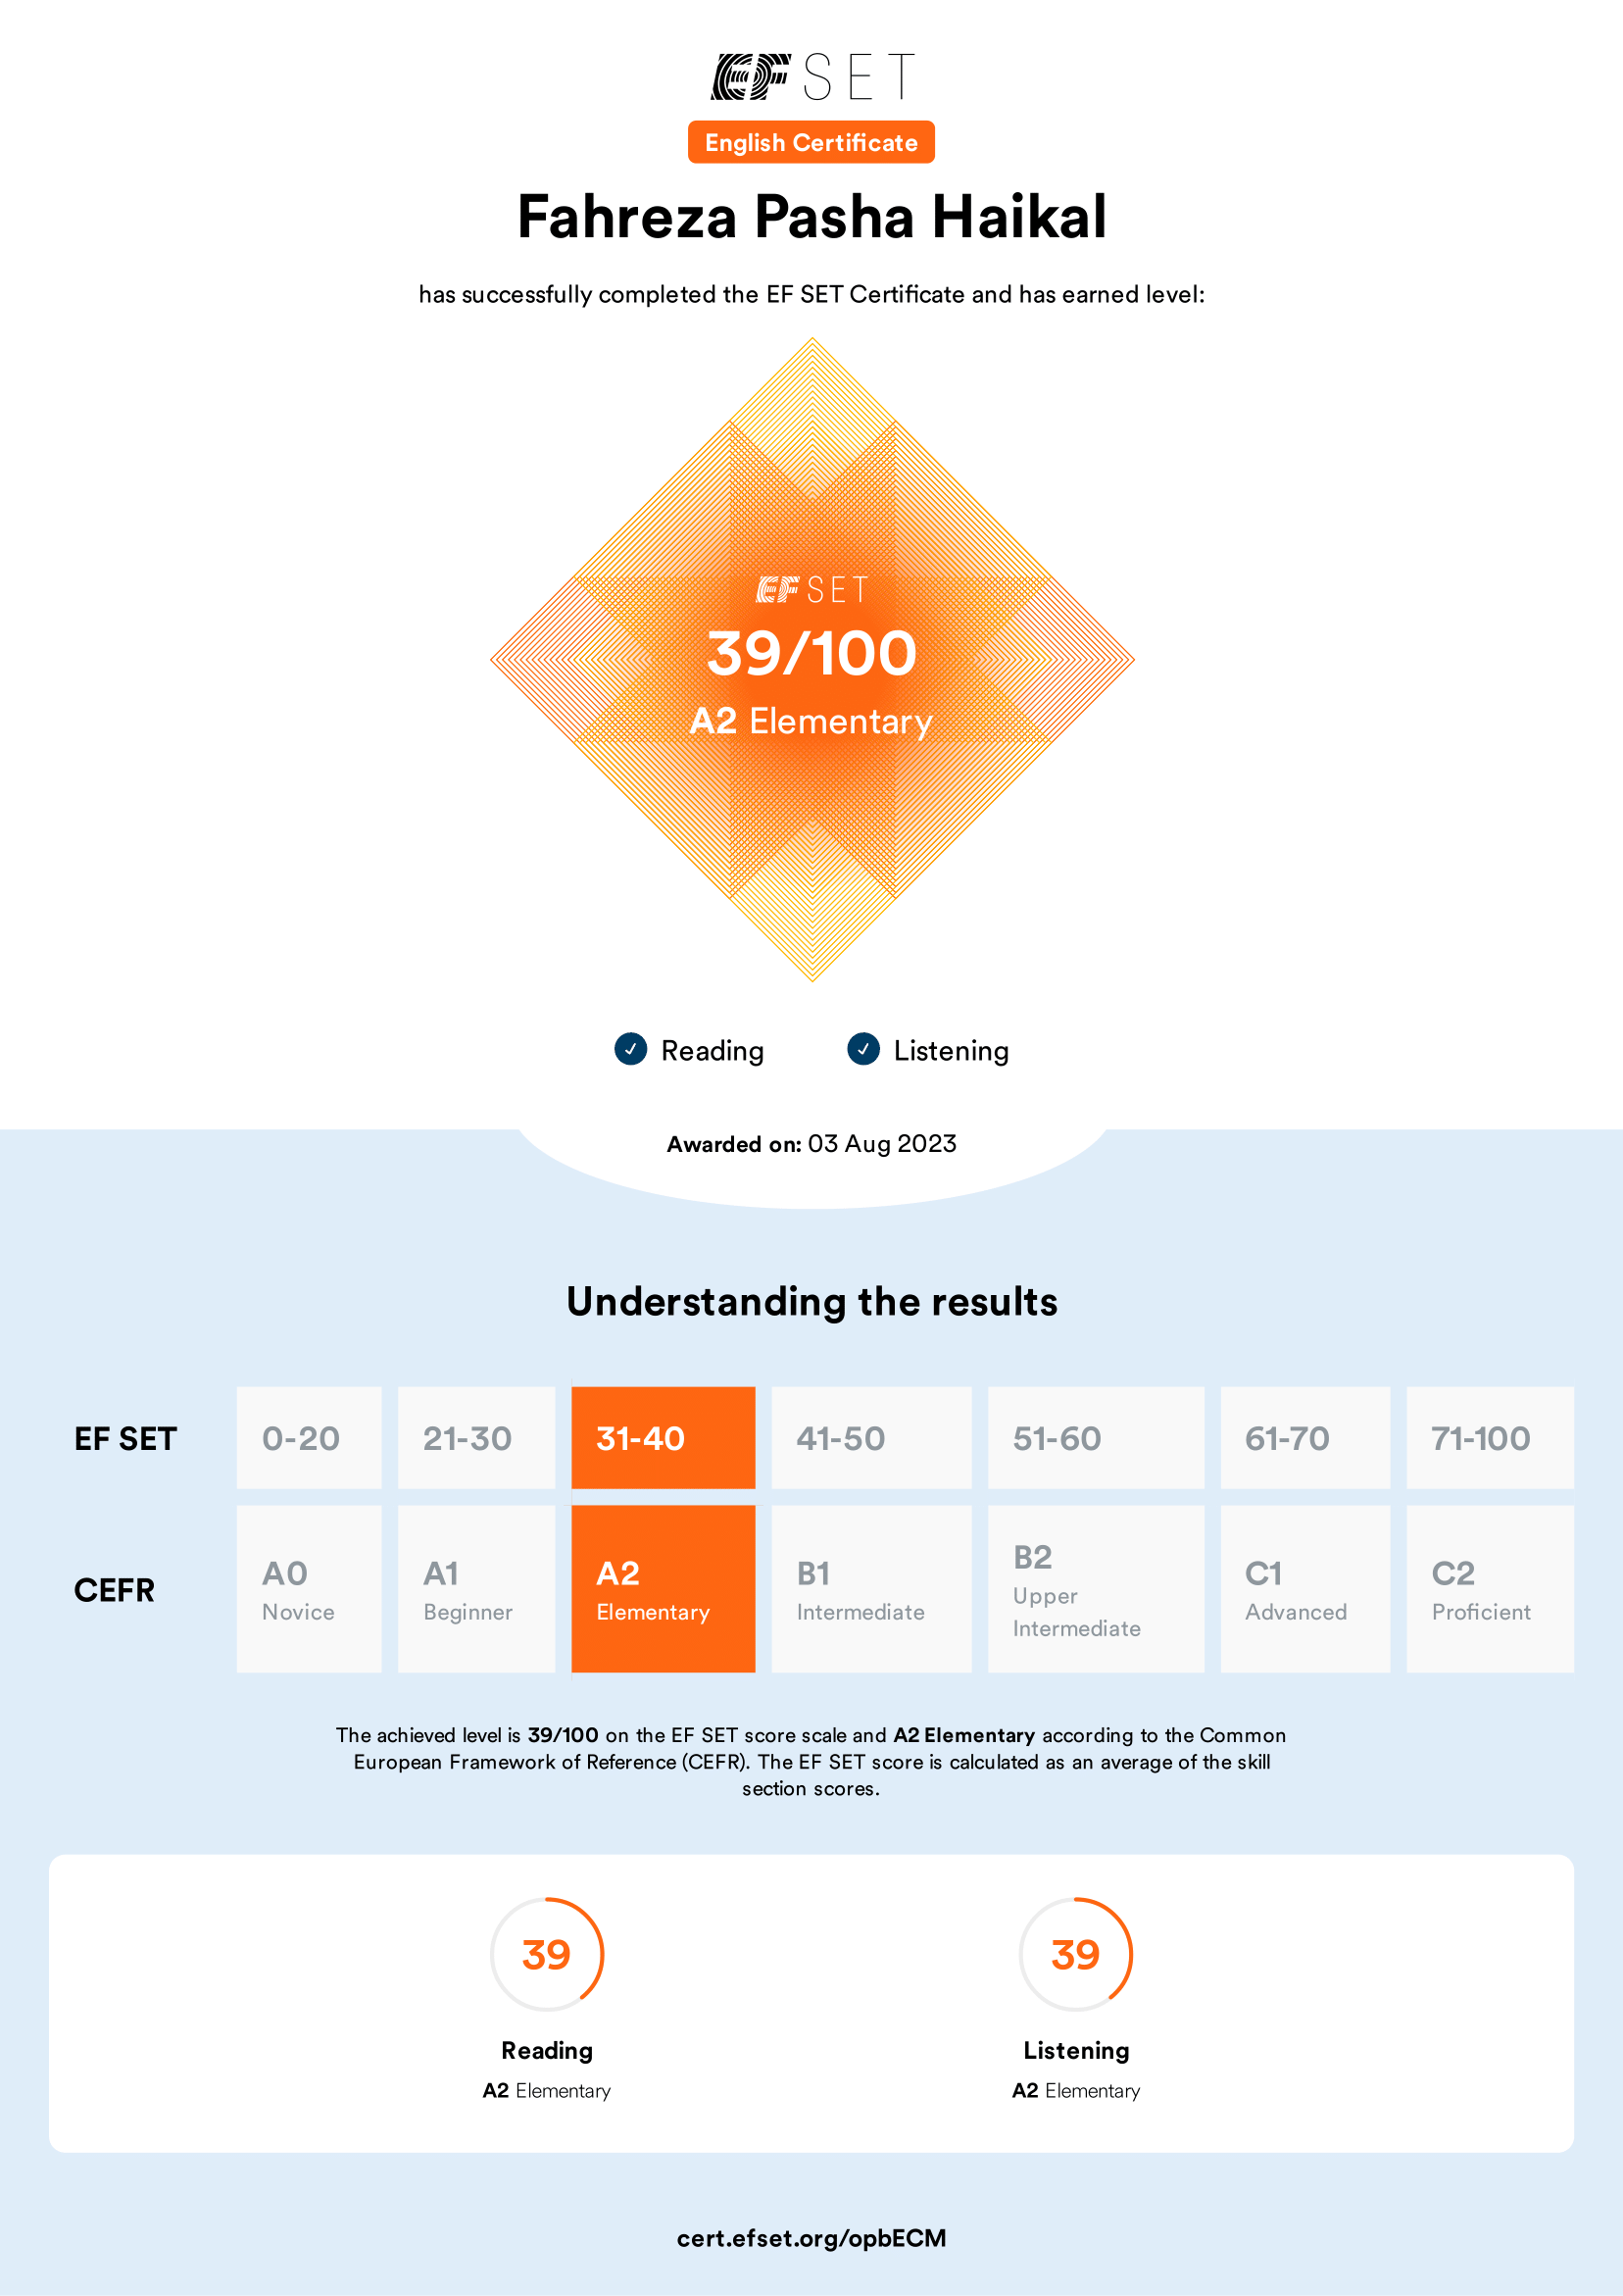 EF SET
English Certificate
Fahreza Pasha Haikal
has successfully completed the EF SET Certificate and has earned level:
EF SET
39/100
A2 Elementary
Reading
Listening
Awarded on: 03 Aug 2023
Understanding the results
EF SET 0-20 21-30 31-40 41-50 51-60 61-70 71-100
CEFR
A0
Novice
A1
Beginner
A2
Elementary
B1
Intermediate
B2
Upper
Intermediate
C1
Advanced
C2
Proficient
The achieved level is 39/100 on the EF SET score scale and A2 Elementary according to the Common
European Framework of Reference (CEFR). The EF SET score is calculated as an average of the skill
section scores.
39
Reading
A2 Elementary
39
Listening
A2 Elementary
cert.efset.org/opbECM